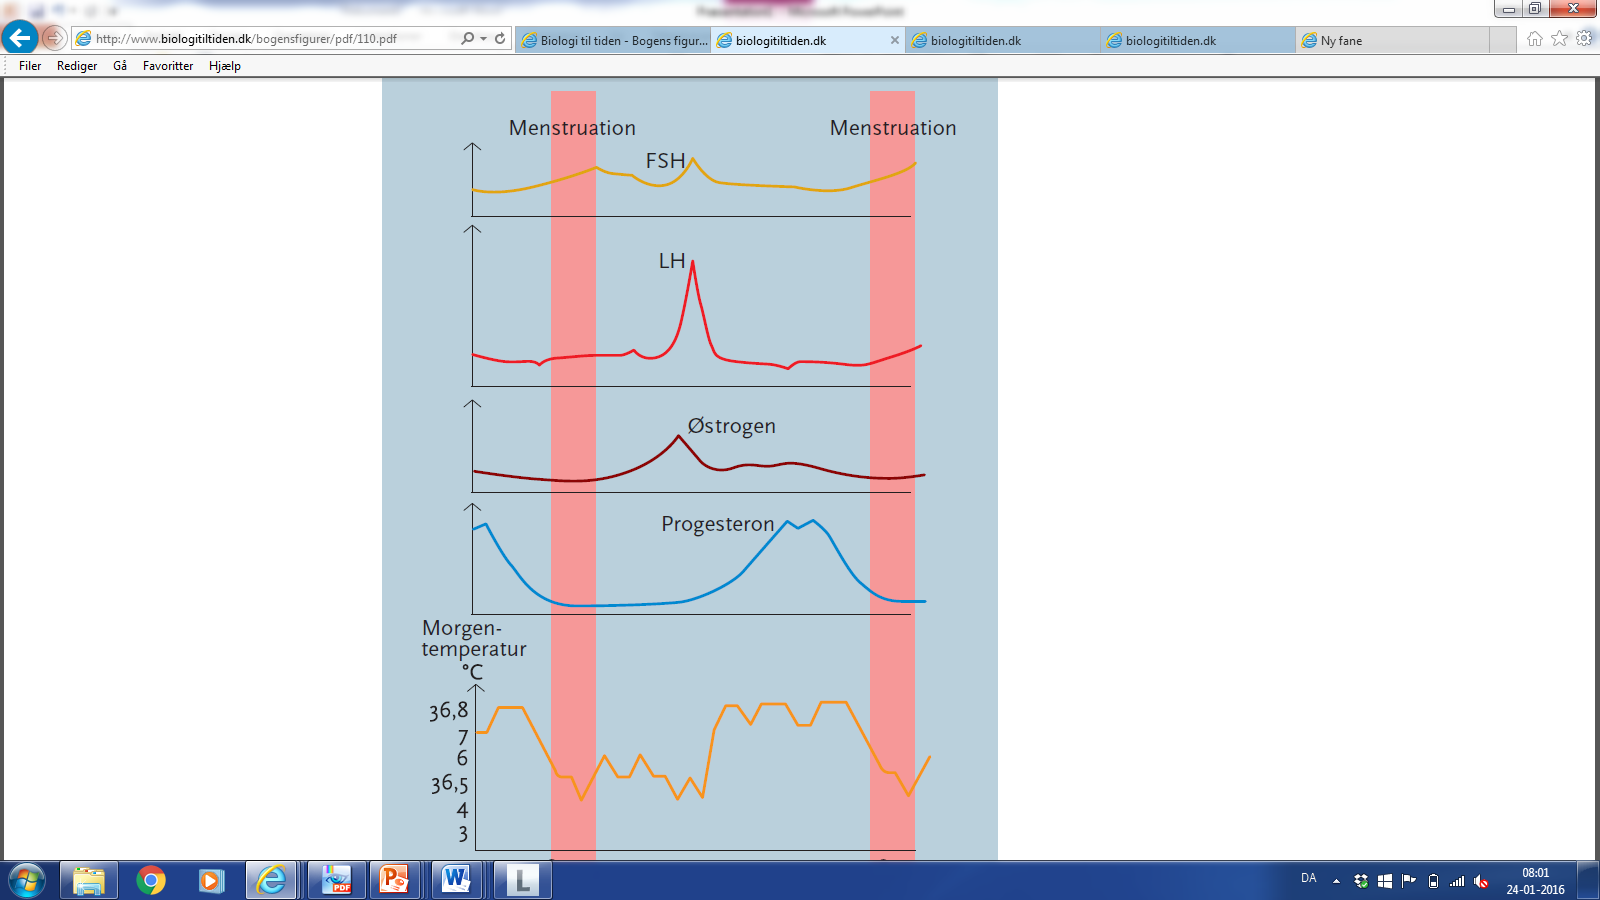 http://www.biologitiltiden.dk/bogensfigurer/pdf/110.pdf
Biologi til tiden - Bogens figur...
biologitiltiden.dk
biologitiltiden.dk
biologitiltiden.dk
Ny fane
Filer Rediger Gå Favoritter Hjælp
Menstruation Menstruation
FSH
LH
Østrogen
Progesteron
Morgen-
temperatur
°C
36,8
7
6
36,5
4
3
PDF
L
DA
08:01
24-01-2016